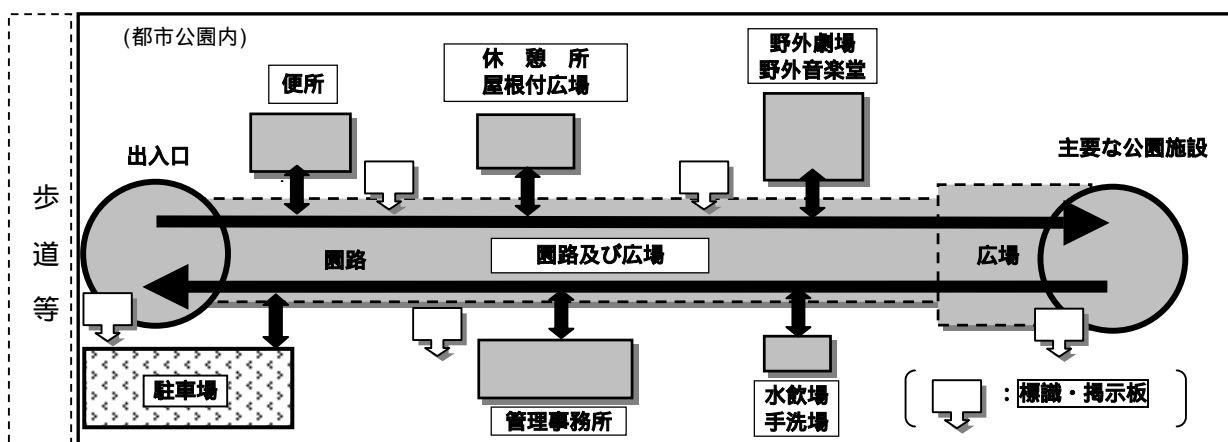 (都市公園内)
便所
休憩所
屋根付広場
野外劇場
野外音楽堂
出入口
主要な公園施設
歩道等
園路
園路及び広場
広場
駐車場
管理事務所
水飲場
手洗場
：標識・掲示板